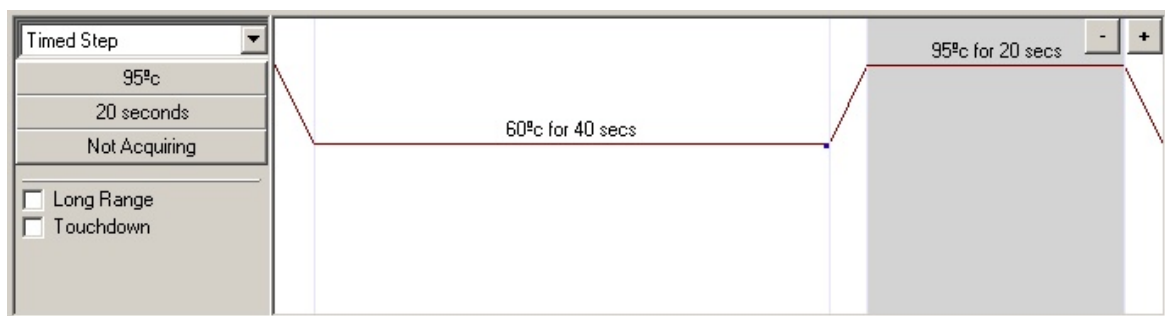 Timed Step
95ºc
20 seconds
Not Acquiring
Long Range
Touchdown
60ºc for 40 secs
95ºc for 20 secs
- +